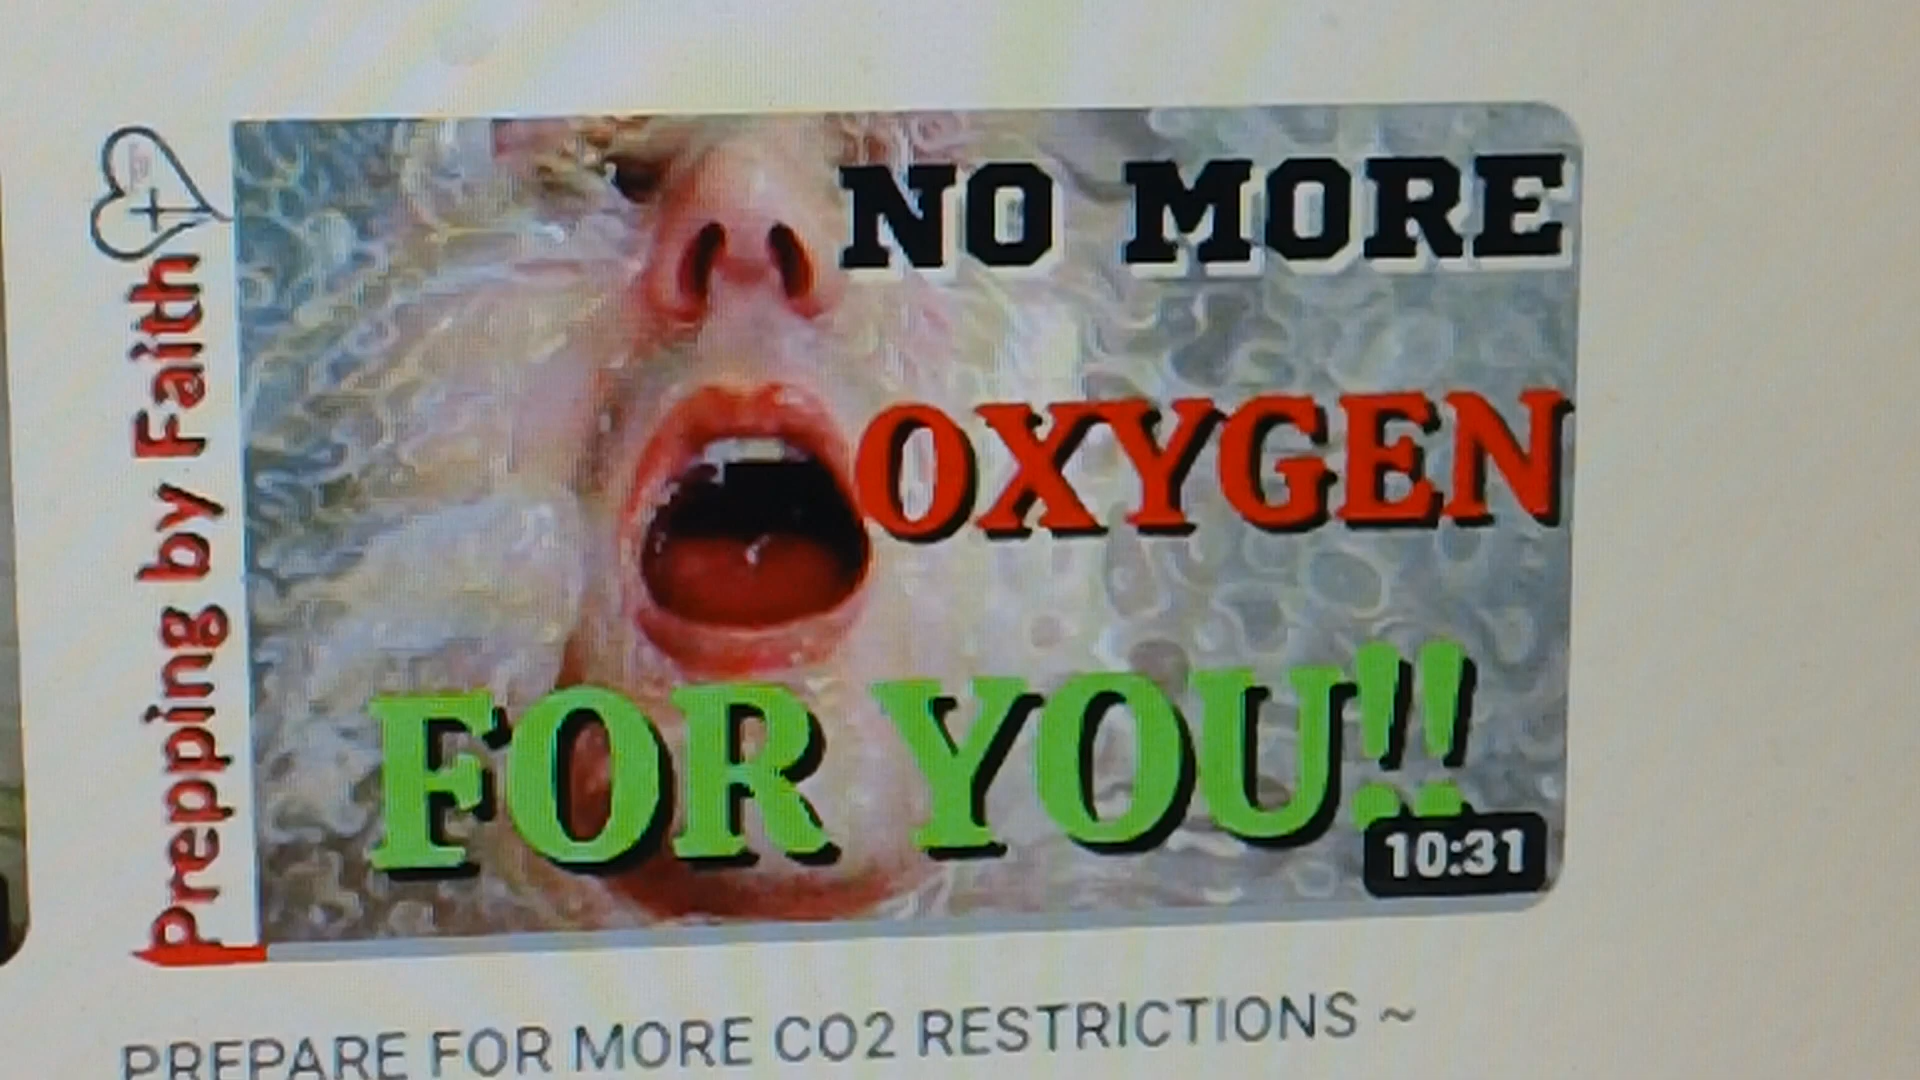 Prepping by Faith
NO MORE
OXYGEN
FOR YOU!!
10:31
PREPARE FOR MORE CO2 RESTRICTIONS ~